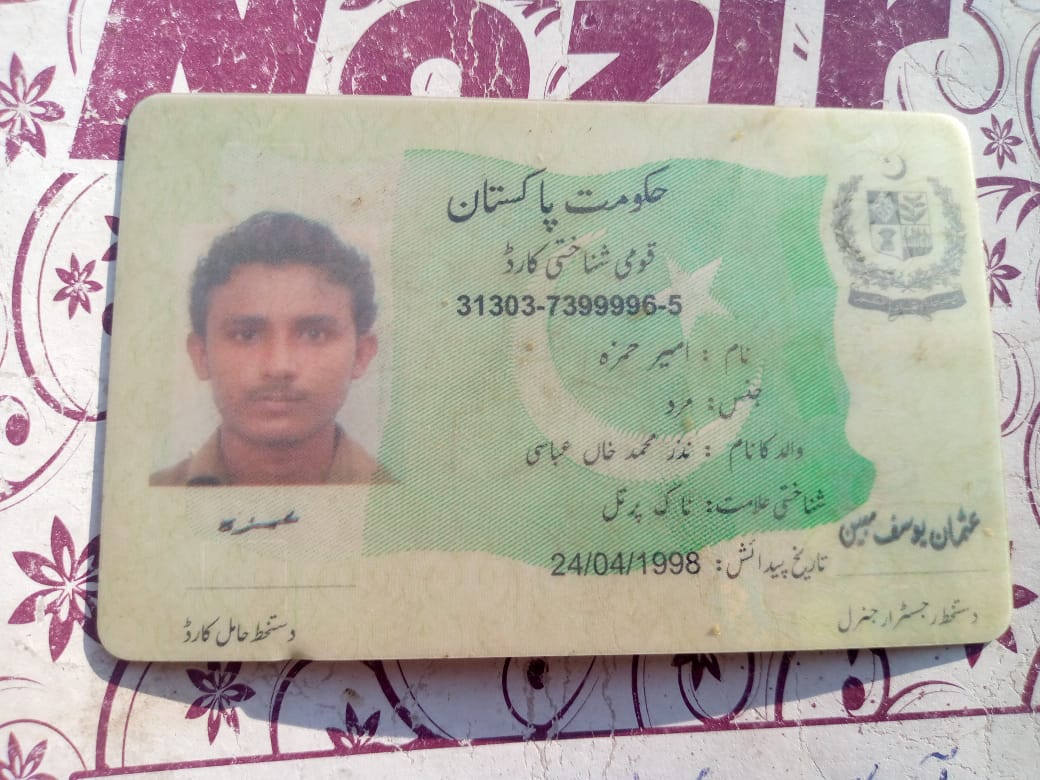 Nazir
حکومت پاکستان
قومی شناختی کارڈ
31303-7399996-5
نام : امیر حمزہ
جنس: مرد
والد کا نام : نذر محمد خاں عباسی
شناختی علامت: ناک پر تل
تاریخ پیدائش: 24/04/1998
عثمان یوسف مبین
دستخط رجسٹرار جنرل
دستخط حامل کارڈ